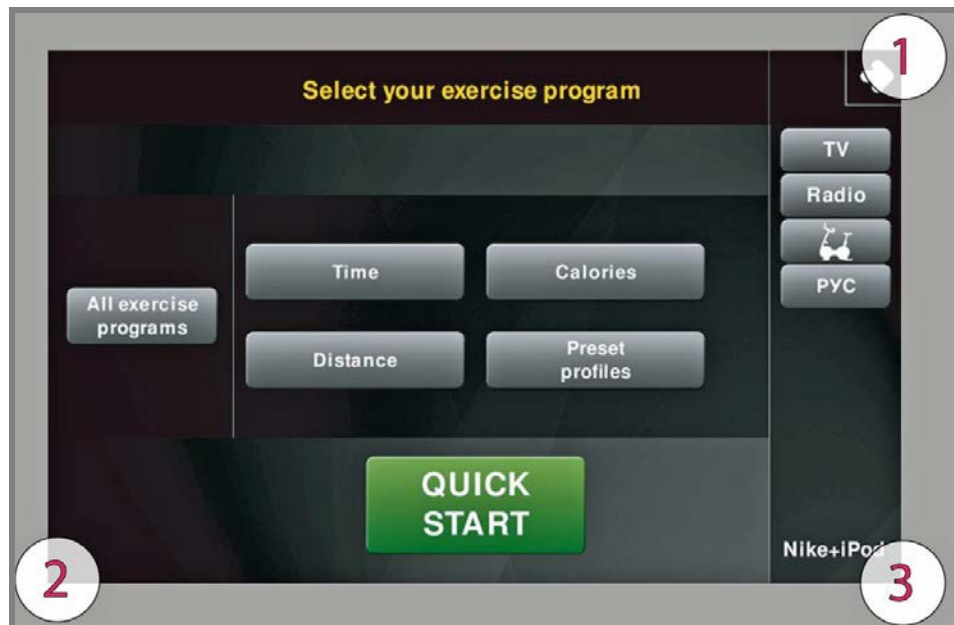 Select your exercise program
1
TV
Radio
РУС
All exercise
programs
Time
Calories
Distance
Preset
profiles
QUICK
START
Nike+iPod
2
3